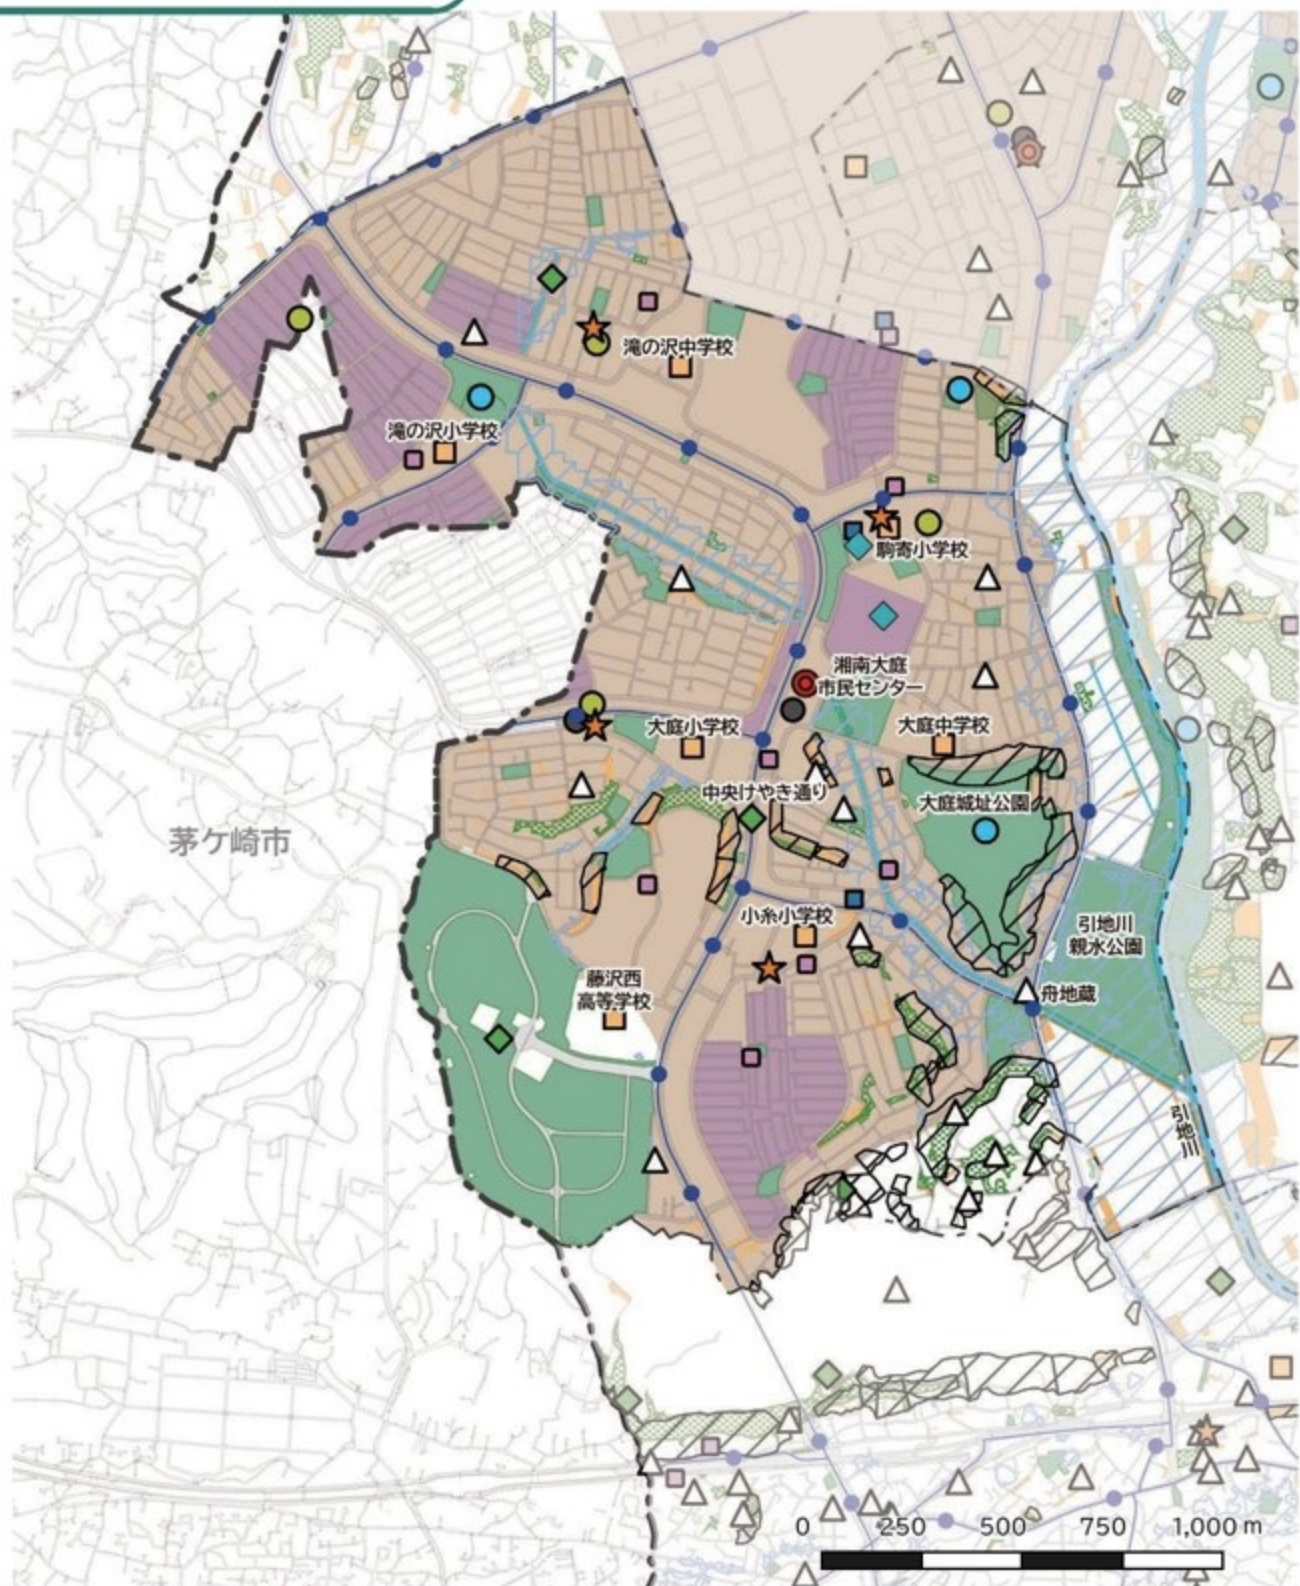 滝の沢中学校
滝の沢小学校
駒寄小学校
湘南大庭
市民センター
大庭小学校
大庭中学校
中央けやき通り
大庭城址公園
茅ケ崎市
小糸小学校
引地川
親水公園
藤沢西
高等学校
舟地蔵
引地川
0 250 500 750 1,000 m